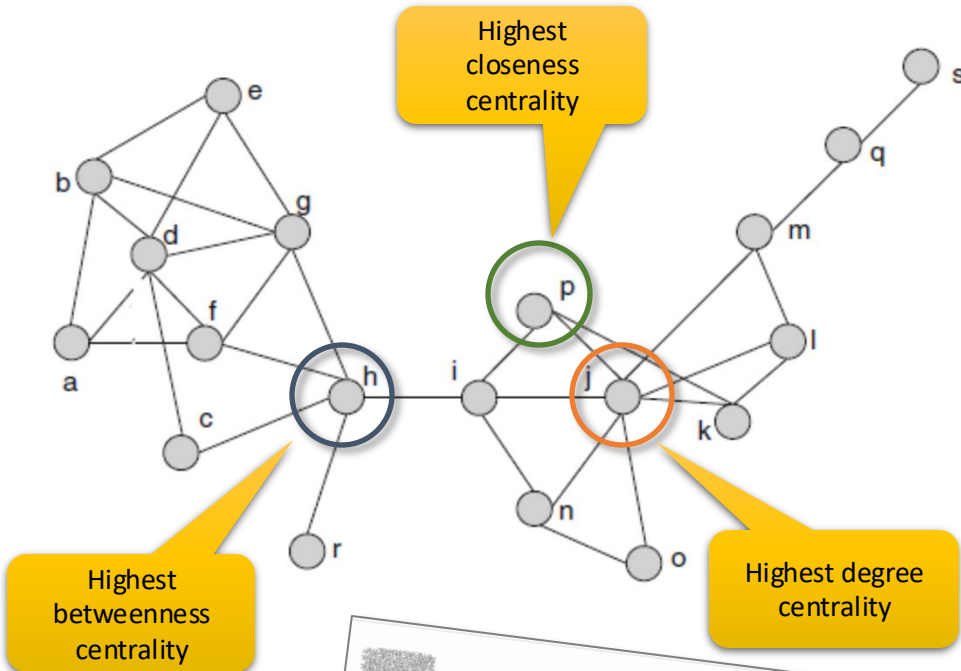 Highest
closeness
centrality
s
e
q
b
g
m
d
p
f
l
h
i
j
a
c
k
n
r
o
Highest
betweenness
centrality
Highest degree
centrality